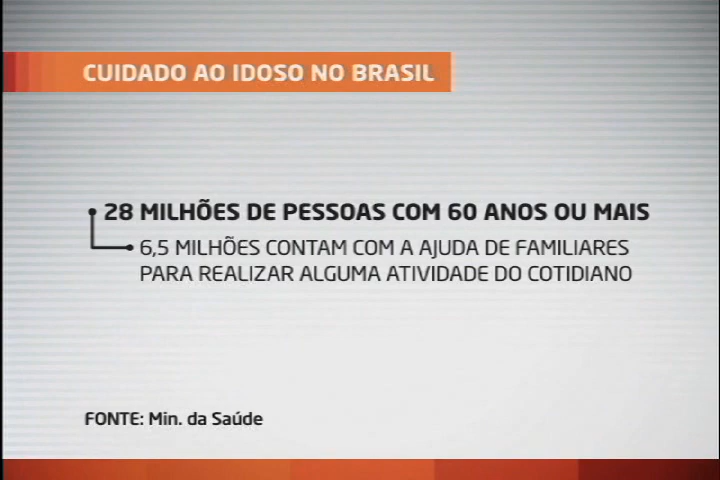 CUIDADO AO IDOSO NO BRASIL
28 MILHÕES DE PESSOAS COM 60 ANOS OU MAIS
6,5 MILHÕES CONTAM COM A AJUDA DE FAMILIARES
PARA REALIZAR ALGUMA ATIVIDADE DO COTIDIANO
FONTE: Min. da Saúde